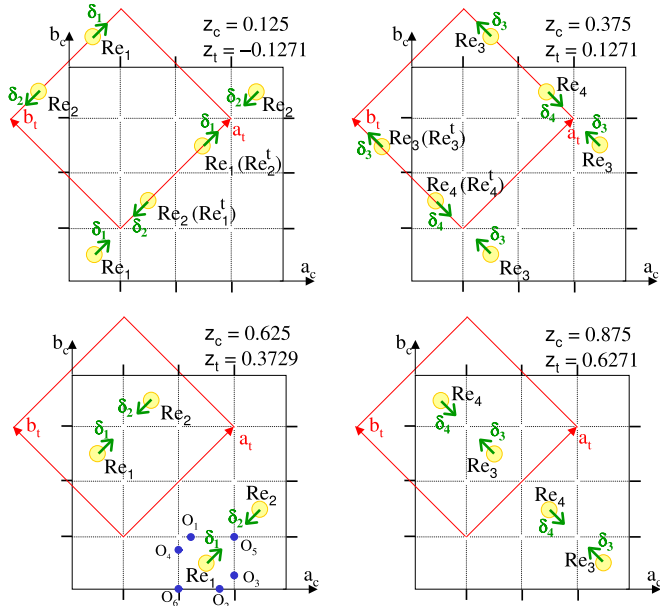 b_c
δ_1
Re_1
z_c = 0.125
z_t = −0.1271
δ_2
Re_2
b_t
δ_2
Re_2
δ_1
a_t
Re_1(Re_2^t)
Re_2(Re_1^t)
δ_2
δ_1
Re_1
a_c
b_c
δ_3
Re_3
z_c = 0.375
z_t = 0.1271
Re_4
δ_4
a_t
b_t
δ_3
Re_3(Re_3^t)
δ_3
Re_3
Re_4(Re_4^t)
δ_4
δ_3
Re_3
a_c
b_c
z_c = 0.625
z_t = 0.3729
δ_2
Re_2
b_t
δ_1
Re_1
a_t
Re_2
δ_2
O_1
O_4
δ_1
O_5
Re_1
O_3
O_6
O_2
a_c
b_c
z_c = 0.875
z_t = 0.6271
Re_4
δ_4
b_t
δ_3
Re_3
a_t
Re_4
δ_4
δ_3
Re_3
a_c